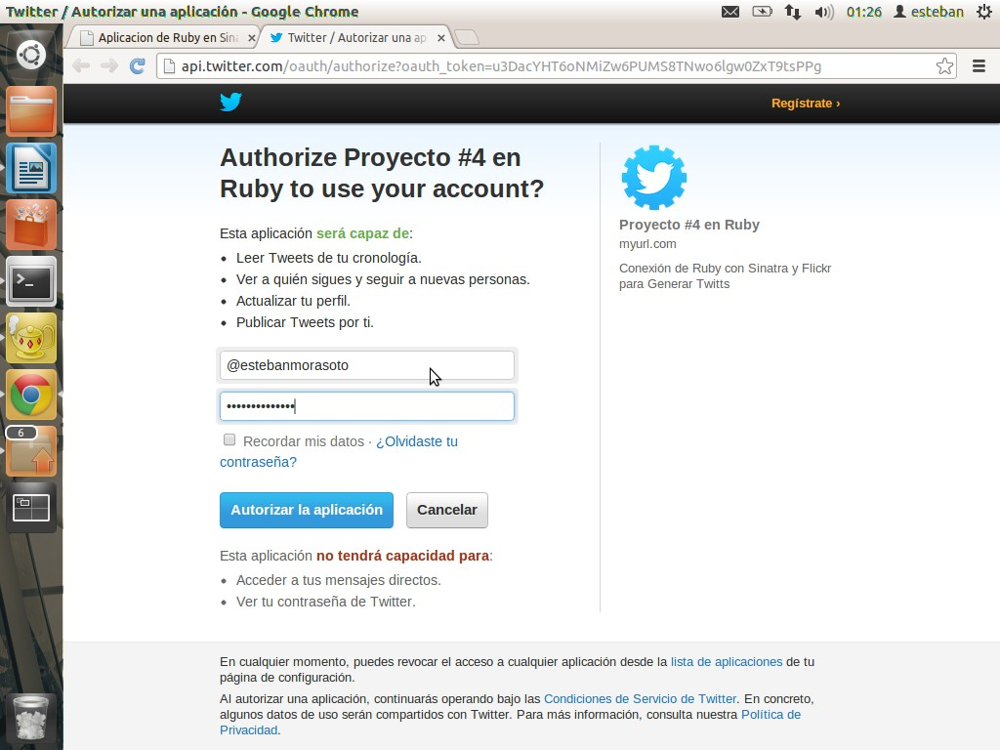 Twitter / Autorizar una aplicación - Google Chrome
01:26 esteban
Aplicacion de Ruby en Sina
Twitter / Autorizar una ap
api.twitter.com/oauth/authorize?oauth_token=u3DacYHT6oNMiZw6PUMS8TNwo6lgw0ZxT9tsPPg
Regístrate ›
Authorize Proyecto #4 en
Ruby to use your account?
Esta aplicación será capaz de:
• Leer Tweets de tu cronología.
• Ver a quién sigues y seguir a nuevas personas.
• Actualizar tu perfil.
• Publicar Tweets por ti.
@estebanmorasoto
••••••••••••••
Recordar mis datos · ¿Olvidaste tu
contraseña?
Autorizar la aplicación
Cancelar
Esta aplicación no tendrá capacidad para:
• Acceder a tus mensajes directos.
• Ver tu contraseña de Twitter.
Proyecto #4 en Ruby
myurl.com
Conexión de Ruby con Sinatra y Flickr
para Generar Twitts
6
En cualquier momento, puedes revocar el acceso a cualquier aplicación desde la lista de aplicaciones de tu
página de configuración.
Al autorizar una aplicación, continuarás operando bajo las Condiciones de Servicio de Twitter. En concreto,
algunos datos de uso serán compartidos con Twitter. Para más información, consulta nuestra Política de
Privacidad.